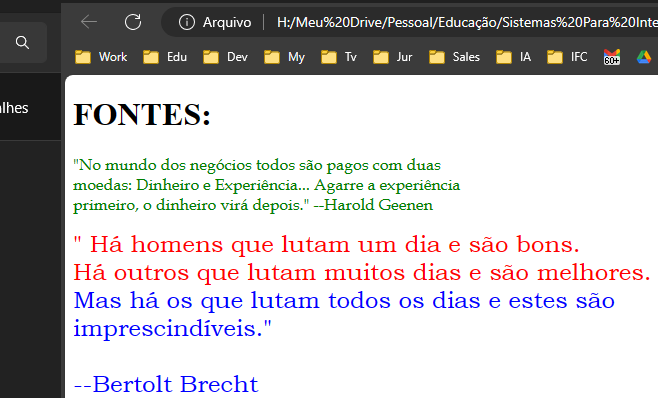 Arquivo | H:/Meu%20Drive/Pessoal/Educação/Sistemas%20Para%20Inte
Work Edu Dev My Tv Jur Sales IA IFC 60+
alhes
FONTES:
"No mundo dos negócios todos são pagos com duas
moedas: Dinheiro e Experiência... Agarre a experiência
primeiro, o dinheiro virá depois." --Harold Geenen
" Há homens que lutam um dia e são bons.
Há outros que lutam muitos dias e são melhores.
Mas há os que lutam todos os dias e estes são
imprescindíveis."
--Bertolt Brecht